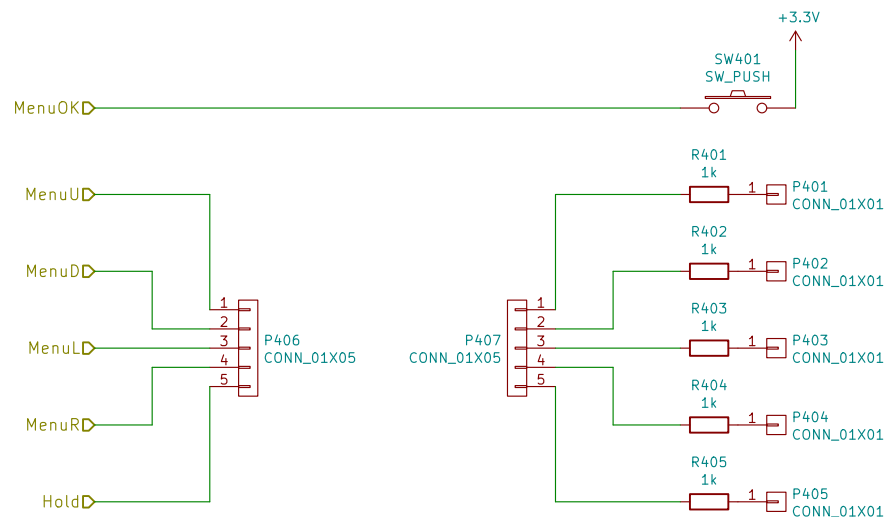 +3.3V
SW401
SW_PUSH
MenuOK
R401
1k
MenuU
1
P401
CONN_01X01
R402
1k
MenuD
1
P402
CONN_01X01
1
2
3
4
5
P406
CONN_01X05
1
2
3
4
5
P407
CONN_01X05
R403
1k
MenuL
1
P403
CONN_01X01
R404
1k
MenuR
1
P404
CONN_01X01
R405
1k
Hold
1
P405
CONN_01X01